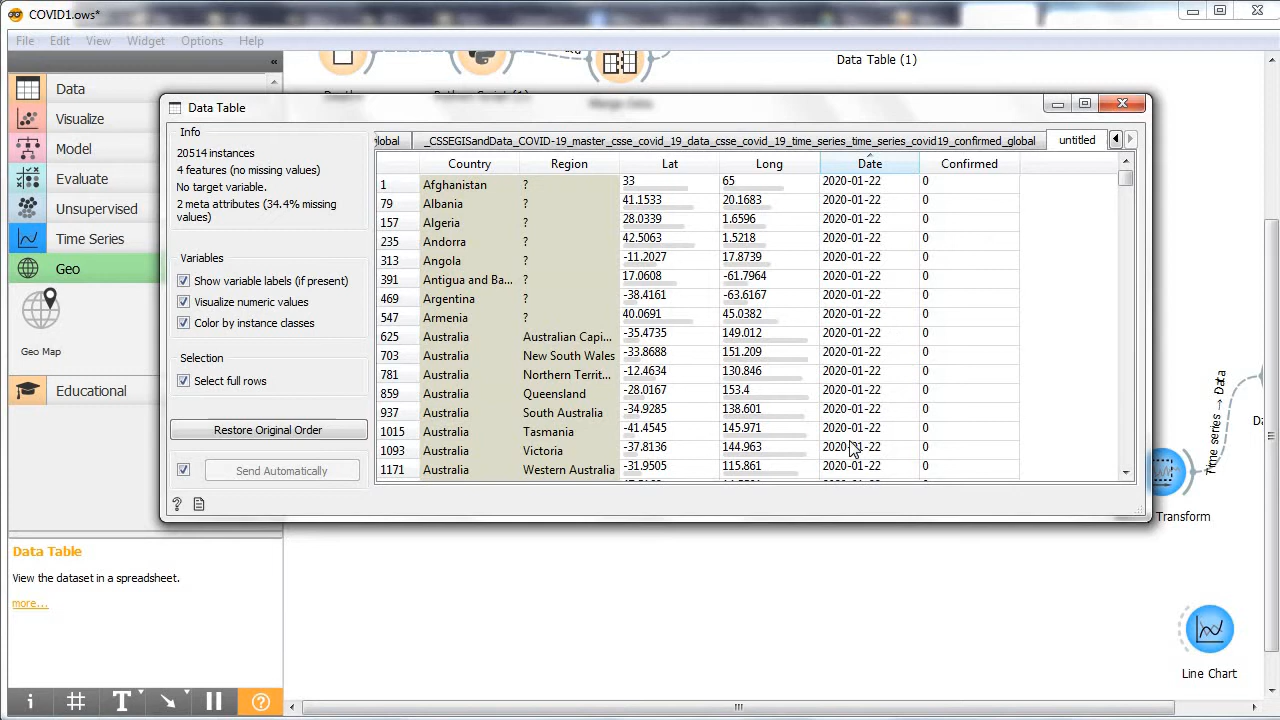 COVID1.ows*
File Edit View Widget Options Help
Data
Visualize
Model
Evaluate
Unsupervised
Time Series
Geo
Geo Map
Educational
Data Table
View the dataset in a spreadsheet.
more...
Data Table (1)
Data Table
Info
20514 instances
4 features (no missing values)
No target variable.
2 meta attributes (34.4% missing
values)
Variables
Show variable labels (if present)
Visualize numeric values
Color by instance classes
Selection
Select full rows
Restore Original Order
Send Automatically
lobal _CSSEGISandData_COVID-19_master_csse_covid_19_data_csse_covid_19_time_series_time_series_covid19_confirmed_global untitled
Country Region Lat Long Date Confirmed
1 Afghanistan ? 33 65 2020-01-22 0
79 Albania ? 41.1533 20.1683 2020-01-22 0
157 Algeria ? 28.0339 1.6596 2020-01-22 0
235 Andorra ? 42.5063 1.5218 2020-01-22 0
313 Angola ? -11.2027 17.8739 2020-01-22 0
391 Antigua and Ba... ? 17.0608 -61.7964 2020-01-22 0
469 Argentina ? -38.4161 -63.6167 2020-01-22 0
547 Armenia ? 40.0691 45.0382 2020-01-22 0
625 Australia Australian Capi... -35.4735 149.012 2020-01-22 0
703 Australia New South Wales -33.8688 151.209 2020-01-22 0
781 Australia Northern Territ... -12.4634 130.846 2020-01-22 0
859 Australia Queensland -28.0167 153.4 2020-01-22 0
937 Australia South Australia -34.9285 138.601 2020-01-22 0
1015 Australia Tasmania -41.4545 145.971 2020-01-22 0
1093 Australia Victoria -37.8136 144.963 2020-01-22 0
1171 Australia Western Australia -31.9505 115.861 2020-01-22 0
Time series → Data
Transform
Line Chart